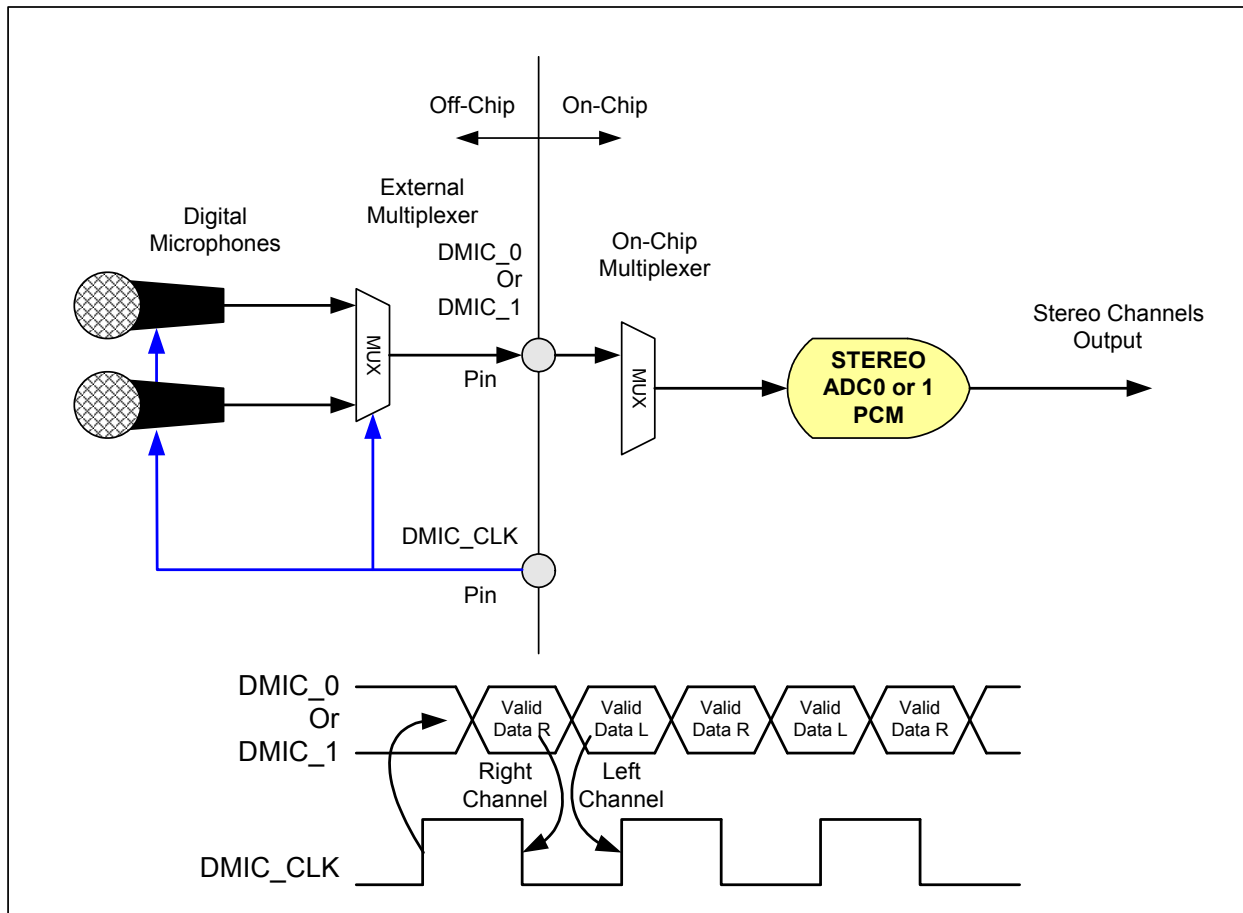 Off-Chip
On-Chip
External
Multiplexer
Digital
Microphones
DMIC_0
Or
DMIC_1
On-Chip
Multiplexer
Stereo Channels
Output
MUX
Pin
MUX
STEREO
ADC0 or 1
PCM
DMIC_CLK
Pin
DMIC_0
Or
DMIC_1
Valid
Data R
Valid
Data L
Valid
Data R
Valid
Data L
Valid
Data R
Right
Channel
Left
Channel
DMIC_CLK